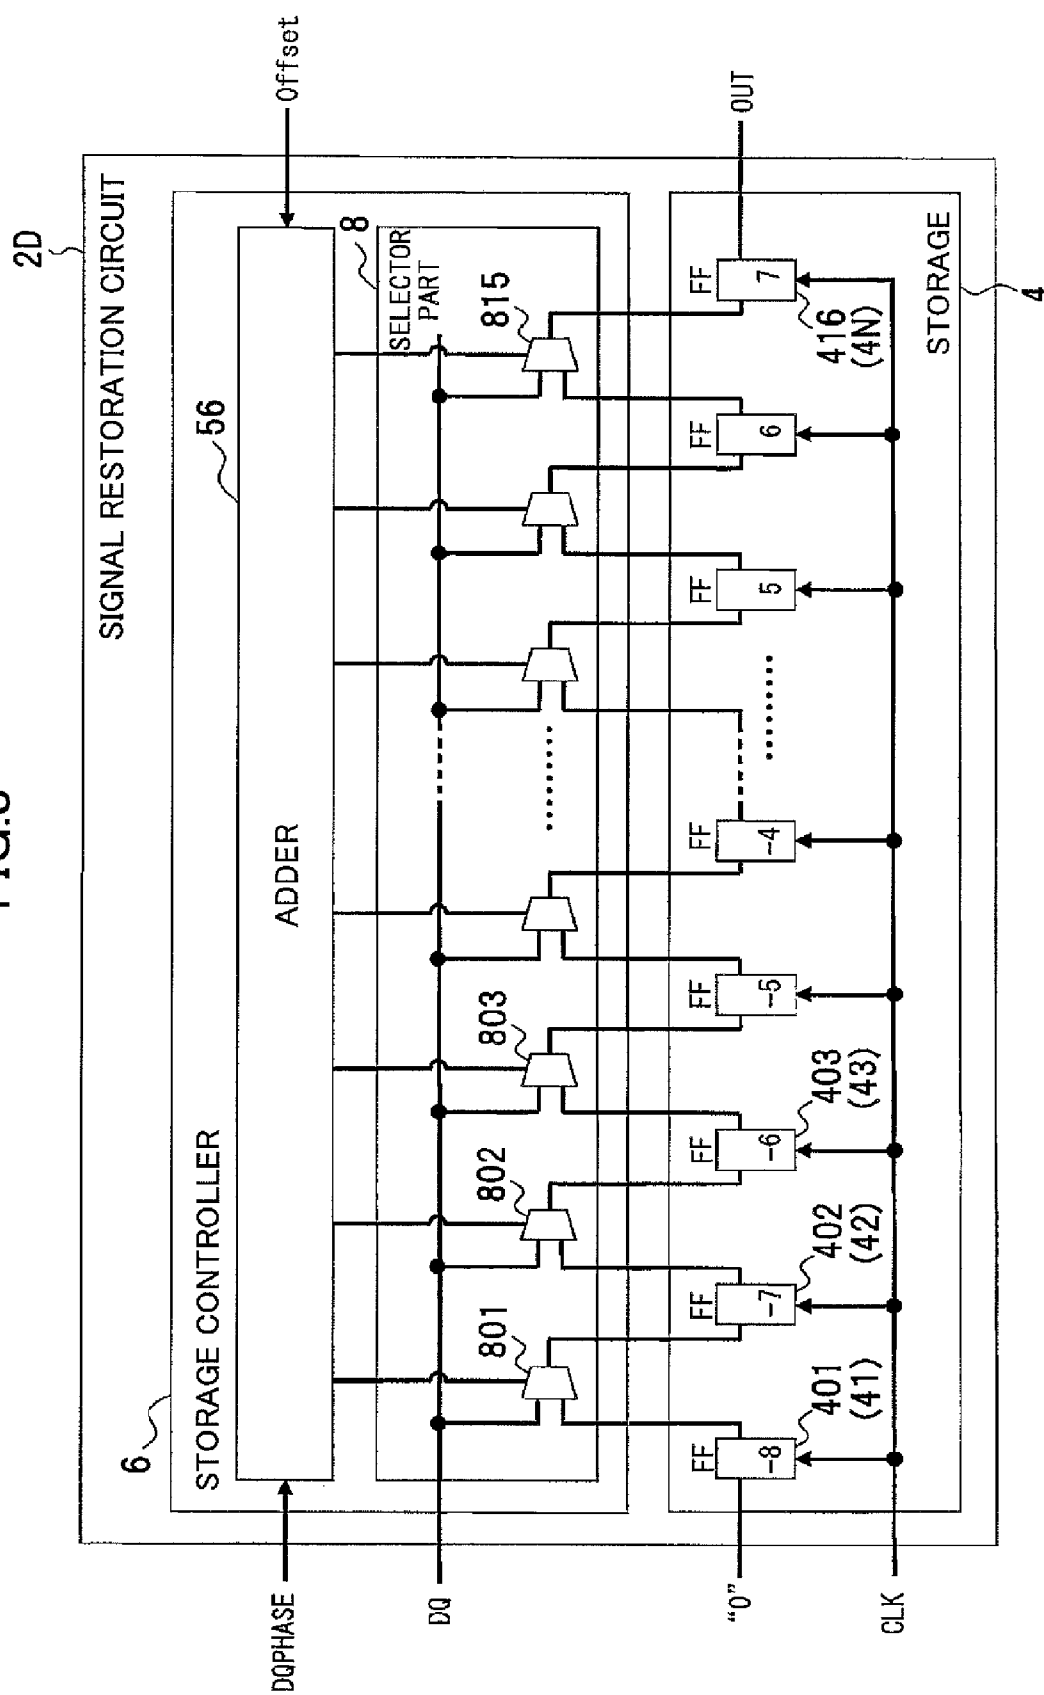 2D
SIGNAL RESTORATION CIRCUIT
6
STORAGE CONTROLLER
56
ADDER
DQPHASE
Offset
8
SELECTOR
PART
DQ
801
802
803
815
"0"
OUT
FF
-8
401
(41)
FF
-7
402
(42)
FF
-6
403
(43)
FF
-5
FF
-4
FF
5
FF
6
FF
7
416
(4N)
CLK
STORAGE
4